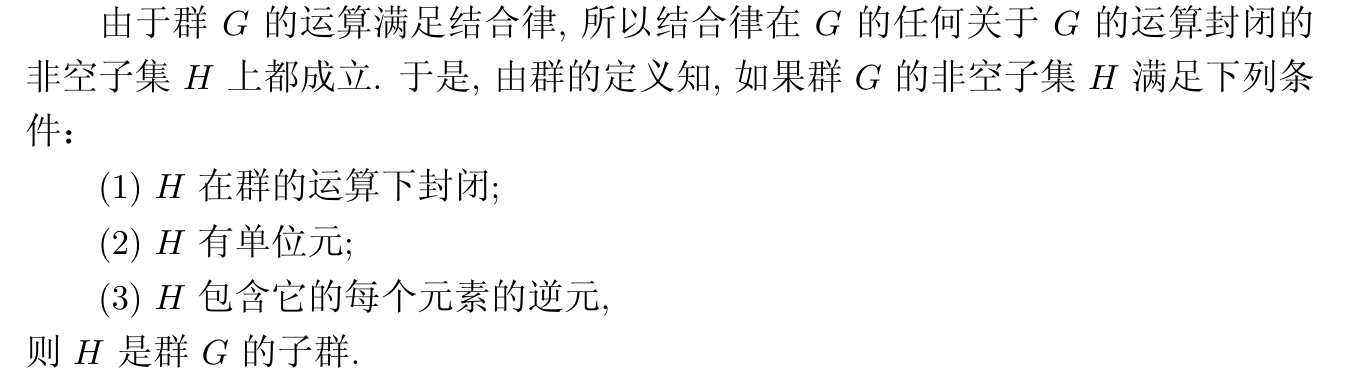 由于群 G 的运算满足结合律, 所以结合律在 G 的任何关于 G 的运算封闭的
非空子集 H 上都成立. 于是, 由群的定义知, 如果群 G 的非空子集 H 满足下列条
件：
(1) H 在群的运算下封闭;
(2) H 有单位元;
(3) H 包含它的每个元素的逆元,
则 H 是群 G 的子群.